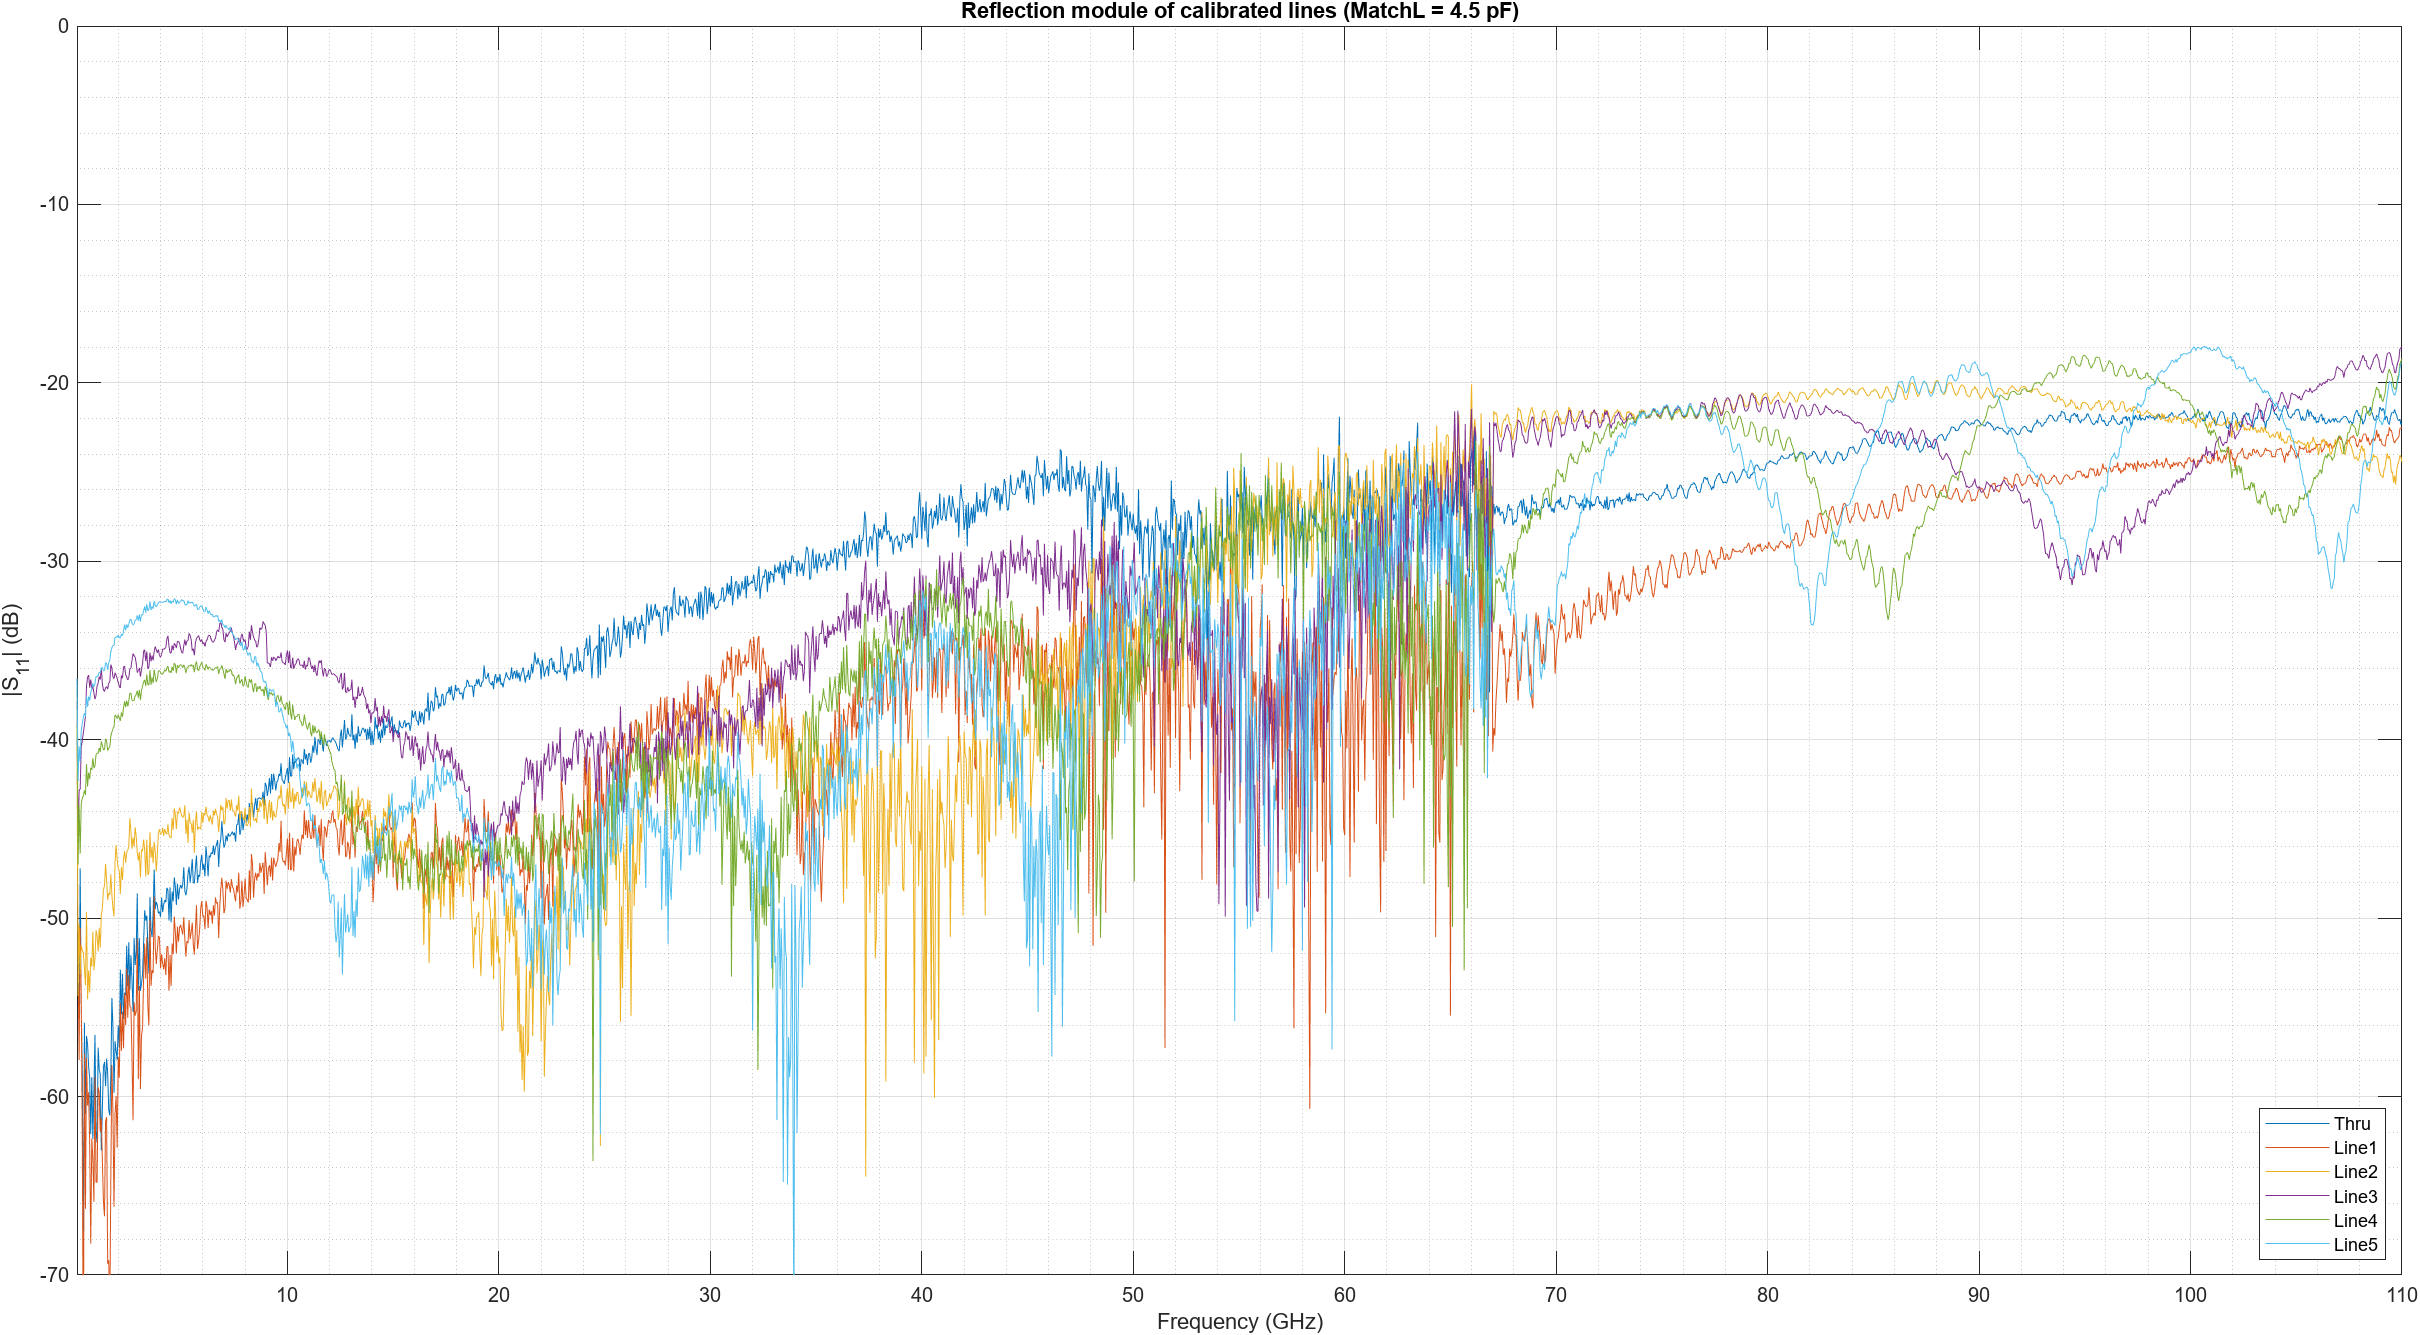 Reflection module of calibrated lines (MatchL = 4.5 pF)
0
-10
-20
-30
-40
-50
-60
-70
|S11| (dB)
10 20 30 40 50 60 70 80 90 100 110
Frequency (GHz)
Thru
Line1
Line2
Line3
Line4
Line5